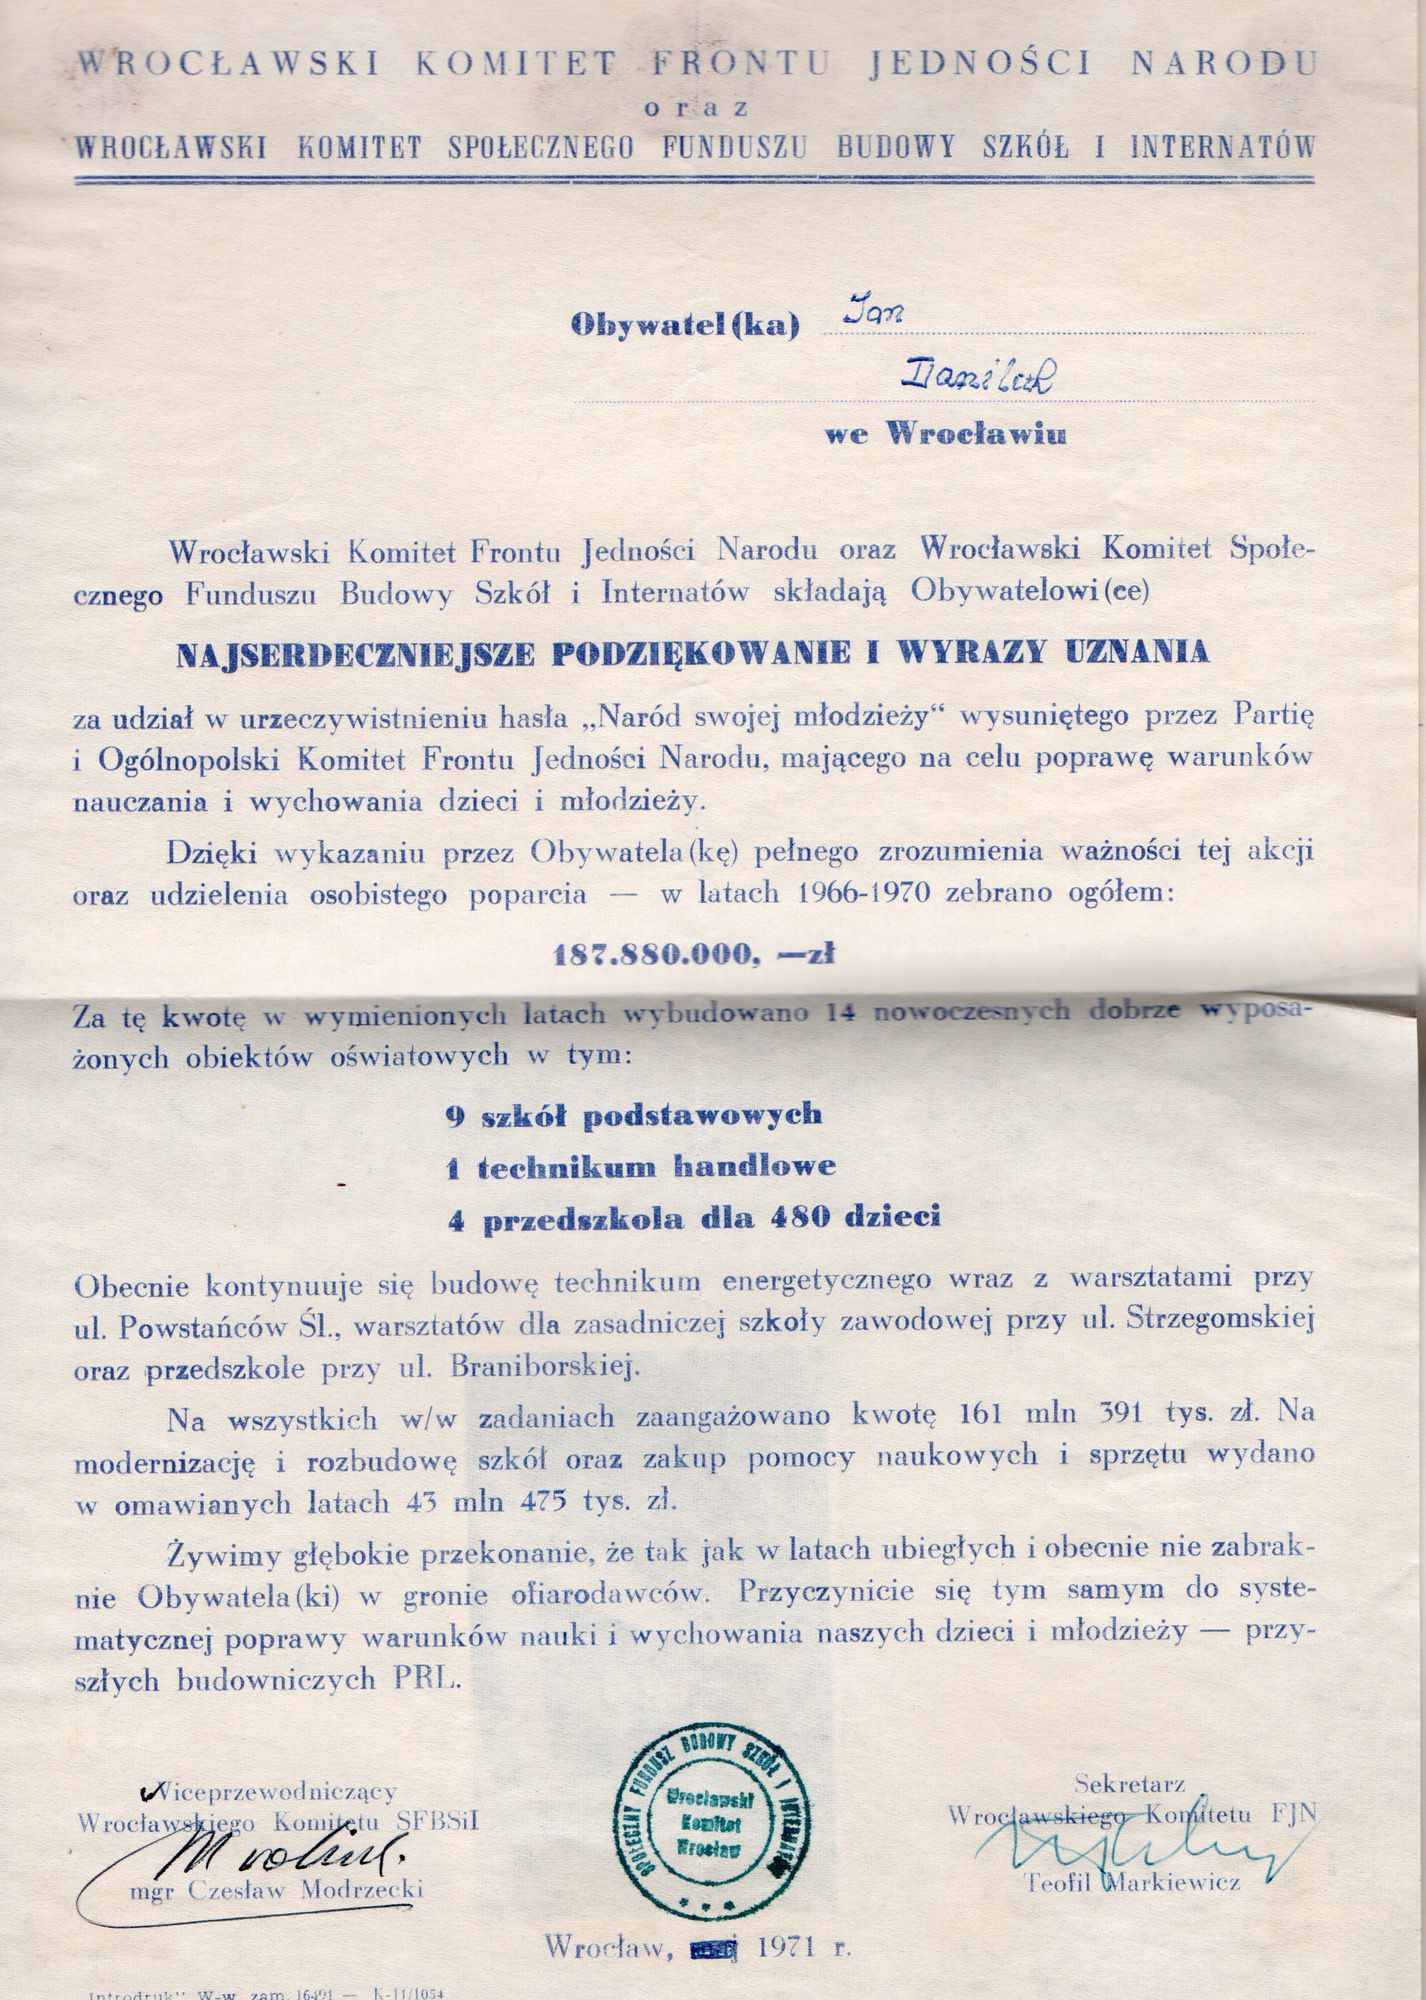 WROCŁAWSKI KOMITET FRONTU JEDNOŚCI NARODU
oraz
WROCŁAWSKI KOMITET SPOŁECZNEGO FUNDUSZU BUDOWY SZKÓŁ I INTERNATÓW
Obywatel(ka) Jan
Daniluk
we Wrocławiu
Wrocławski Komitet Frontu Jedności Narodu oraz Wrocławski Komitet Społe-
cznego Funduszu Budowy Szkół i Internatów składają Obywatelowi(ce)
NAJSERDECZNIEJSZE PODZIĘKOWANIE I WYRAZY UZNANIA
za udział w urzeczywistnieniu hasła „Naród swojej młodzieży“ wysuniętego przez Partię
i Ogólnopolski Komitet Frontu Jedności Narodu, mającego na celu poprawę warunków
nauczania i wychowania dzieci i młodzieży.
Dzięki wykazaniu przez Obywatela(kę) pełnego zrozumienia ważności tej akcji
oraz udzielenia osobistego poparcia — w latach 1966-1970 zebrano ogółem:
187.880.000, —zł
Za tę kwotę w wymienionych latach wybudowano 14 nowoczesnych dobrze wyposa-
żonych obiektów oświatowych w tym:
9 szkół podstawowych
1 technikum handlowe
4 przedszkola dla 480 dzieci
Obecnie kontynuuje się budowę technikum energetycznego wraz z warsztatami przy
ul. Powstańców Śl., warsztatów dla zasadniczej szkoły zawodowej przy ul. Strzegomskiej
oraz przedszkole przy ul. Braniborskiej.
Na wszystkich w/w zadaniach zaangażowano kwotę 161 mln 391 tys. zł. Na
modernizację i rozbudowę szkół oraz zakup pomocy naukowych i sprzętu wydano
w omawianych latach 43 mln 475 tys. zł.
Żywimy głębokie przekonanie, że tak jak w latach ubiegłych i obecnie nie zabrak-
nie Obywatela(ki) w gronie ofiarodawców. Przyczynicie się tym samym do syste-
matycznej poprawy warunków nauki i wychowania naszych dzieci i młodzieży — przy-
szłych budowniczych PRL.
Wiceprzewodniczący
Wrocławskiego Komitetu SFBSiI
mgr Czesław Modrzecki
SPOŁECZNY FUNDUSZ BUDOWY SZKÓŁ I INTERNATÓW
Wrocławski
Komitet
Wrocław
Sekretarz
Wrocławskiego Komitetu FJN
Teofil Markiewicz
Wrocław, maj 1971 r.
Introdruk" W-w zam. 16491 — K-11/1054